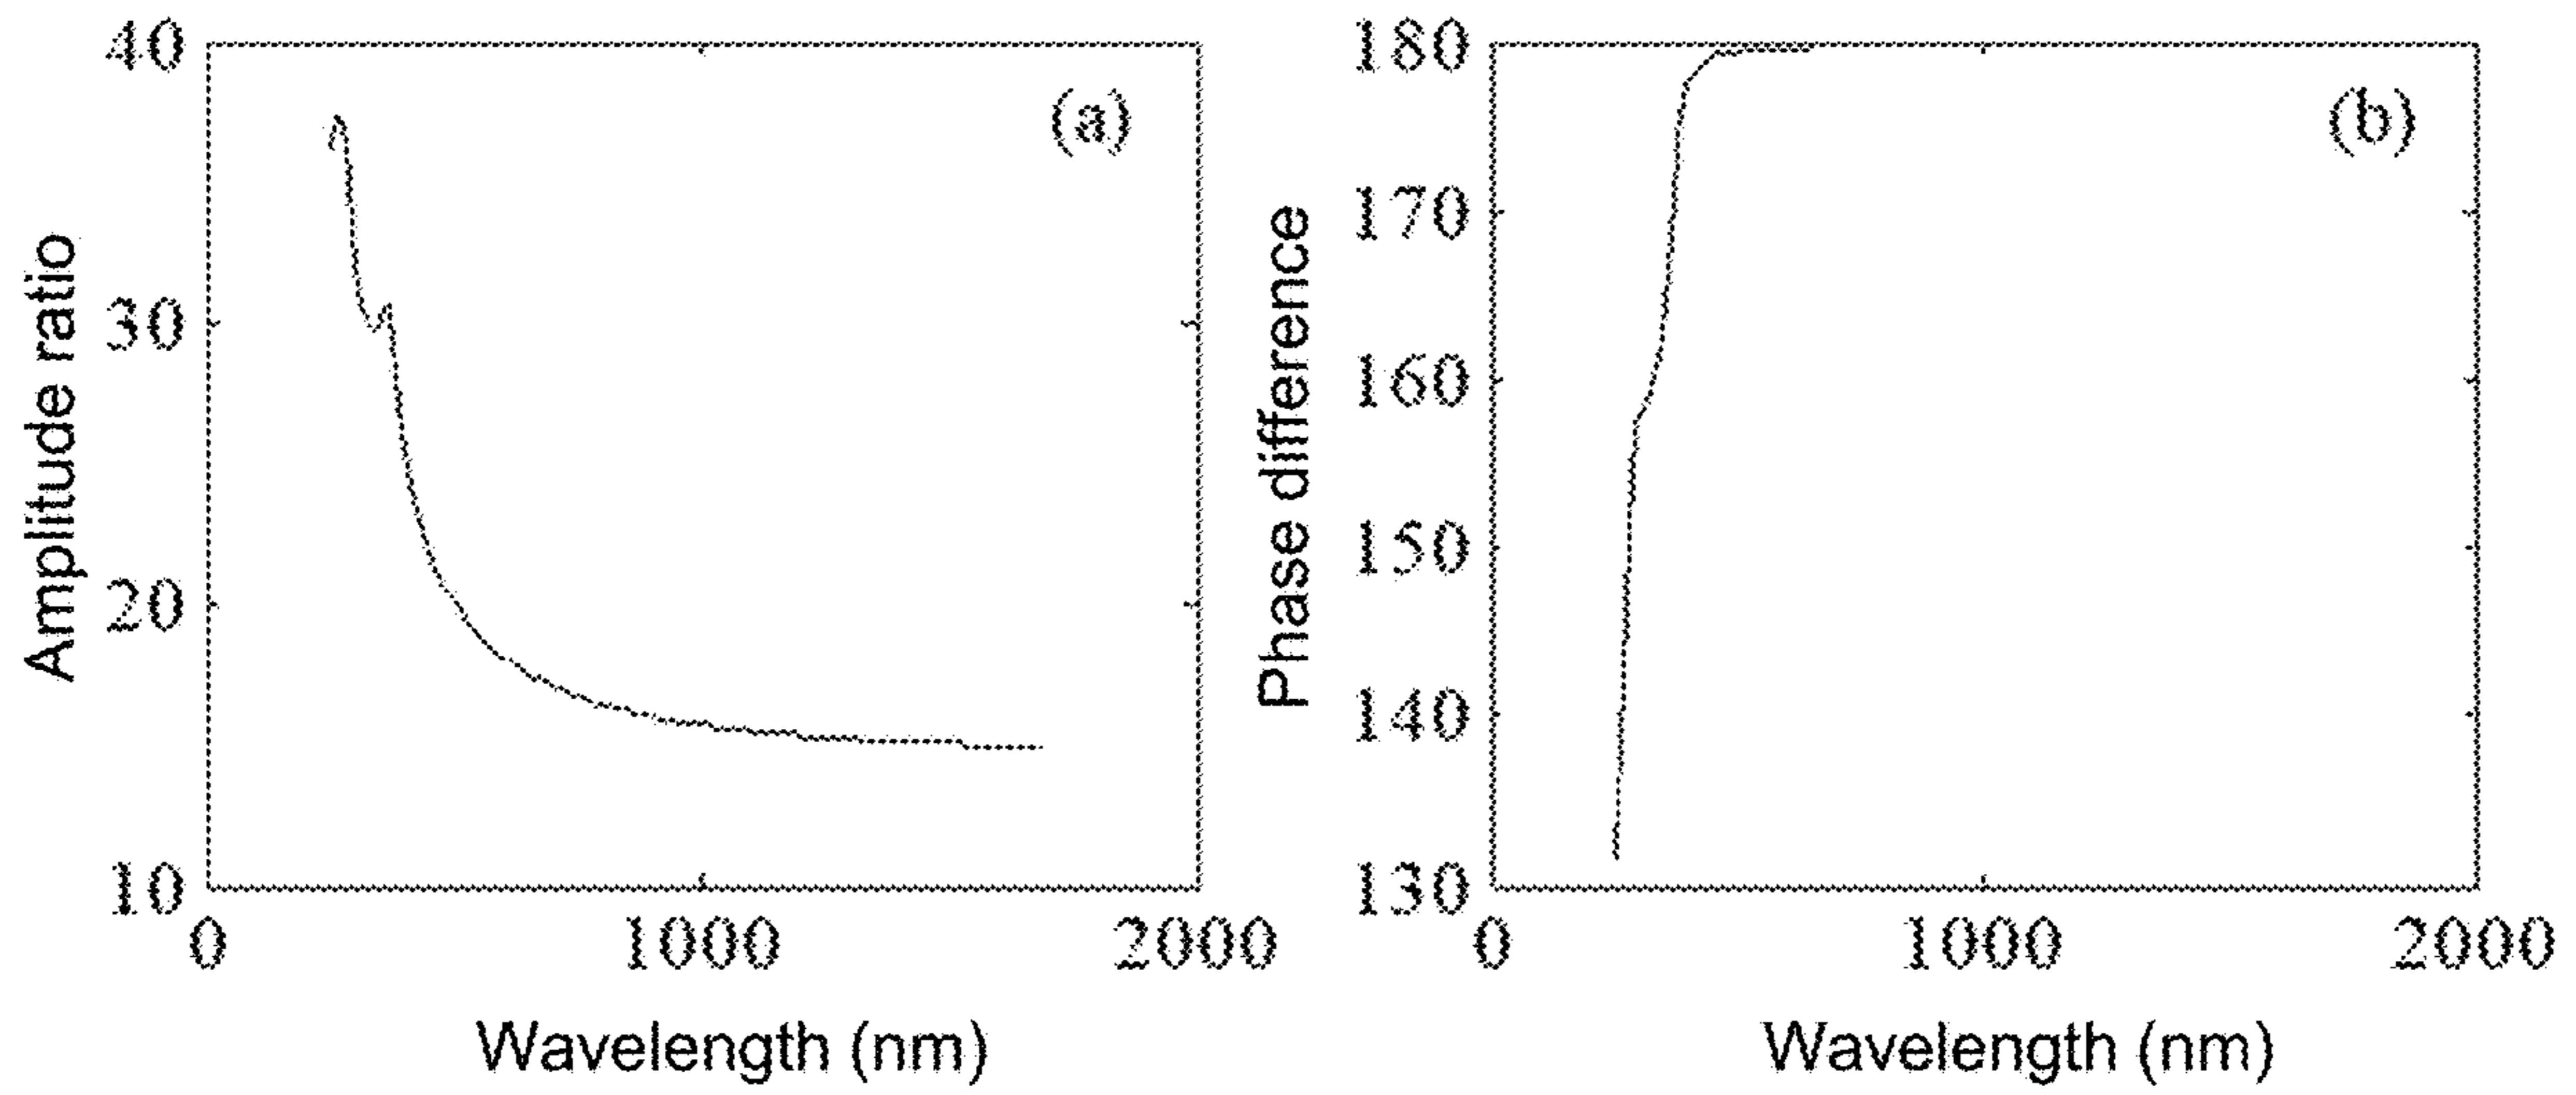 Amplitude ratio
40
30
20
10
0
1000
2000
Wavelength (nm)
(a)
Phase difference
180
170
160
150
140
130
0
1000
2000
Wavelength (nm)
(b)